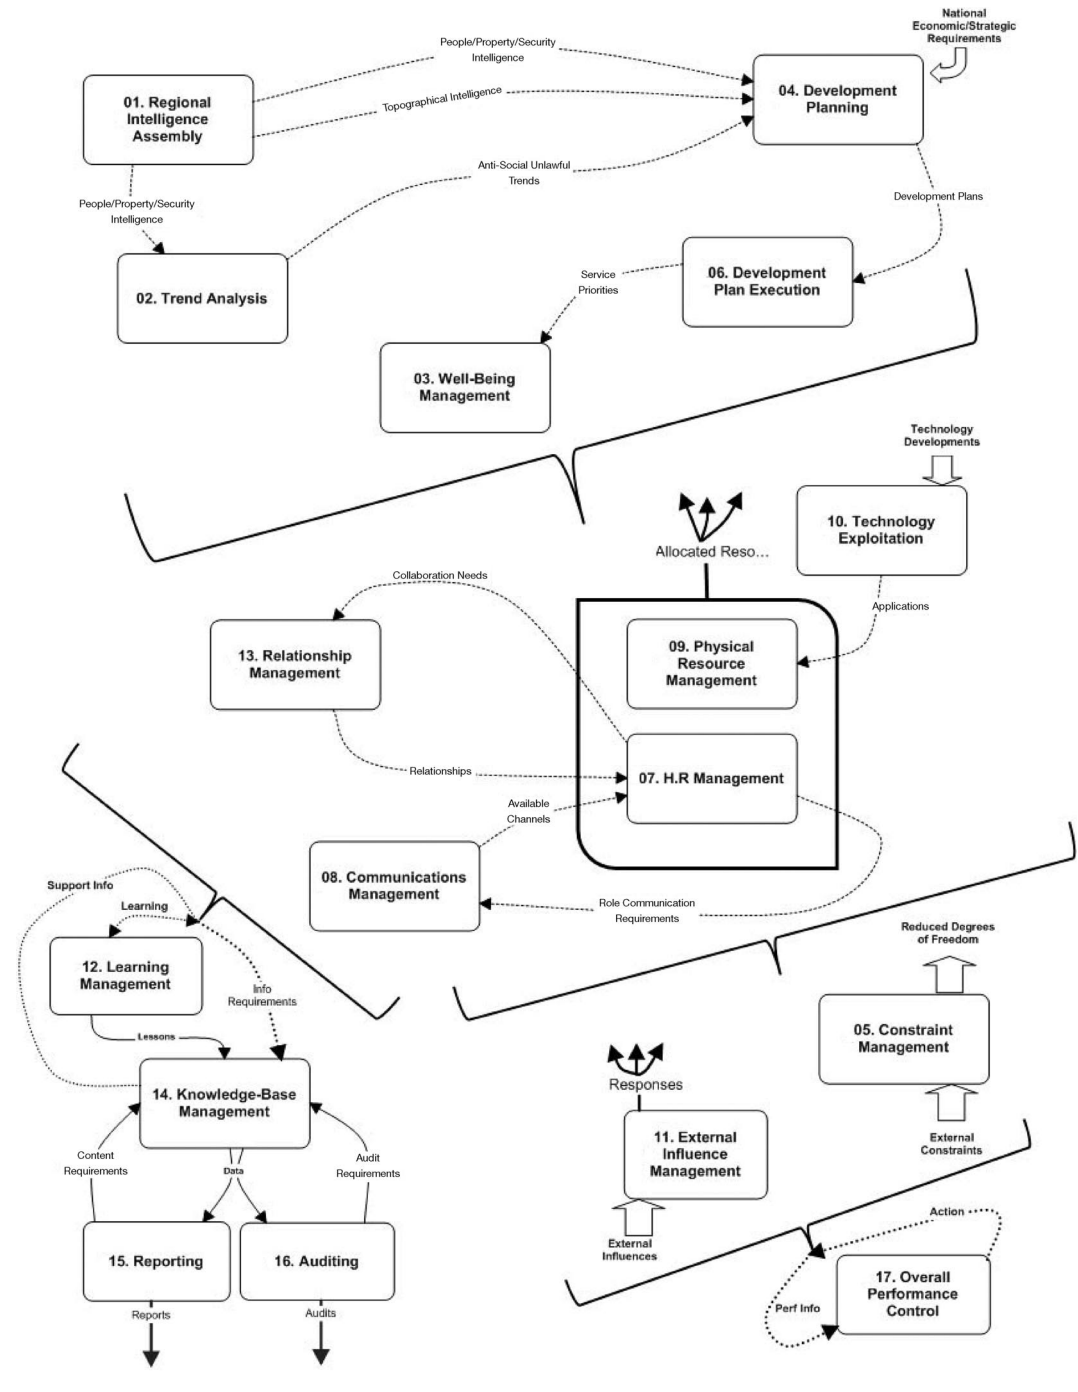 National
Economic/Strategic
Requirements
People/Property/Security
Intelligence
01. Regional
Intelligence
Assembly
Topographical Intelligence
04. Development
Planning
Anti-Social Unlawful
Trends
People/Property/Security
Intelligence
Development Plans
02. Trend Analysis
06. Development
Plan Execution
Service
Priorities
03. Well-Being
Management
Technology
Developments
10. Technology
Exploitation
Allocated Reso...
Collaboration Needs
Applications
13. Relationship
Management
09. Physical
Resource
Management
Relationships
07. H.R Management
Available
Channels
08. Communications
Management
Role Communication
Requirements
Support Info
Learning
12. Learning
Management
Info
Requirements
Lessons
Reduced Degrees
of Freedom
05. Constraint
Management
External
Constraints
Responses
11. External
Influence
Management
External
Influences
14. Knowledge-Base
Management
Content
Requirements
Data
Audit
Requirements
15. Reporting
16. Auditing
Reports
Audits
Action
17. Overall
Performance
Control
Perf Info